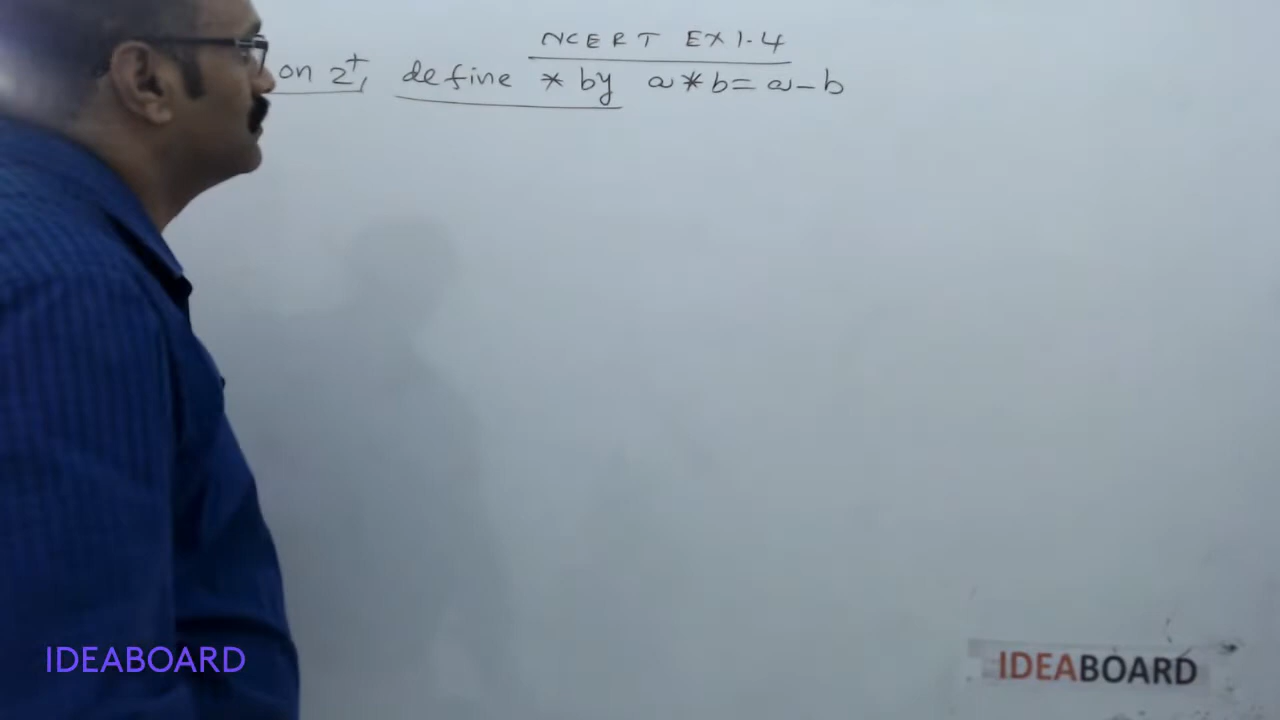 NCERT EX 1.4
on Z⁺, define * by a * b = a - b
IDEABOARD
IDEABOARD